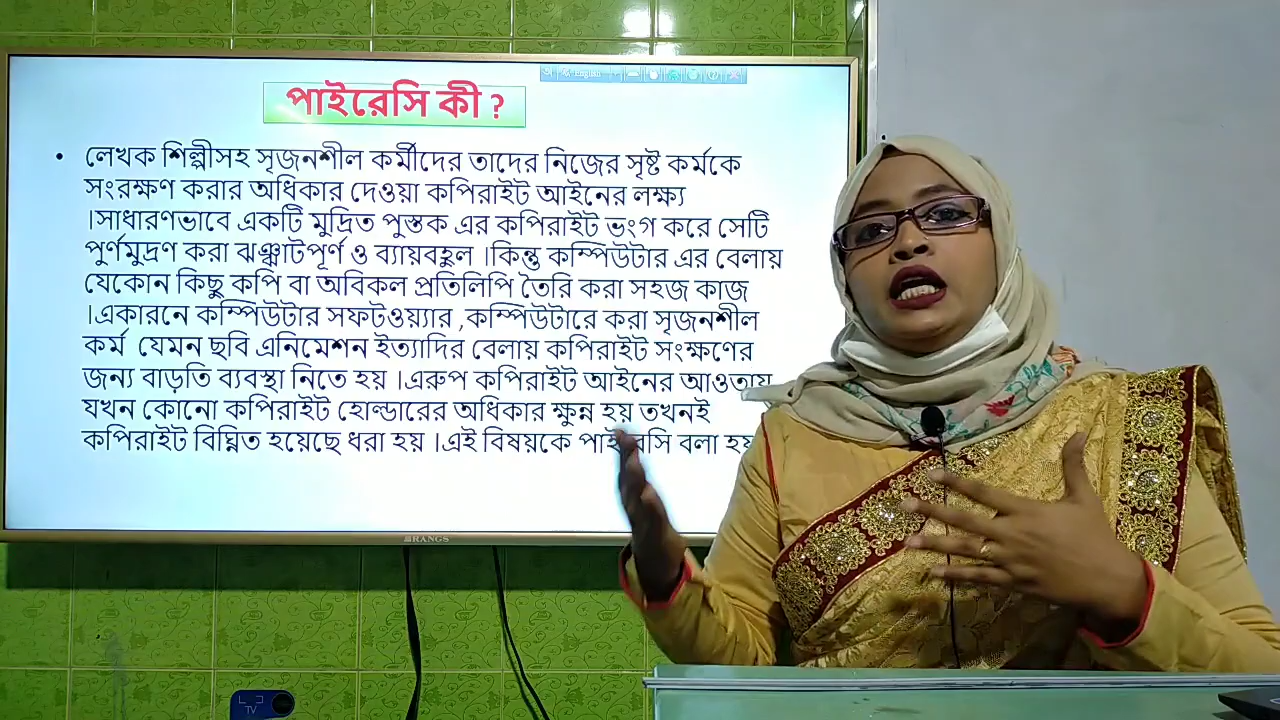 English
পাইরেসি কী ?
• লেখক শিল্পীসহ সৃজনশীল কর্মীদের তাদের নিজের সৃষ্ট কর্মকে
সংরক্ষণ করার অধিকার দেওয়া কপিরাইট আইনের লক্ষ্য
।সাধারণভাবে একটি মুদ্রিত পুস্তক এর কপিরাইট ভংগ করে সেটি
পুর্ণমুদ্রণ করা ঝঞ্ঝাটপূর্ণ ও ব্যায়বহুল ।কিন্তু কম্পিউটার এর বেলায়
যেকোন কিছু কপি বা অবিকল প্রতিলিপি তৈরি করা সহজ কাজ
।একারনে কম্পিউটার সফটওয়্যার ,কম্পিউটারে করা সৃজনশীল
কর্ম যেমন ছবি এনিমেশন ইত্যাদির বেলায় কপিরাইট সংক্ষণের
জন্য বাড়তি ব্যবস্থা নিতে হয় ।এরুপ কপিরাইট আইনের আওতায়
যখন কোনো কপিরাইট হোল্ডারের অধিকার ক্ষুন্ন হয় তখনই
কপিরাইট বিঘ্নিত হয়েছে ধরা হয় ।এই বিষয়কে বলা হয়
RANGS
TV